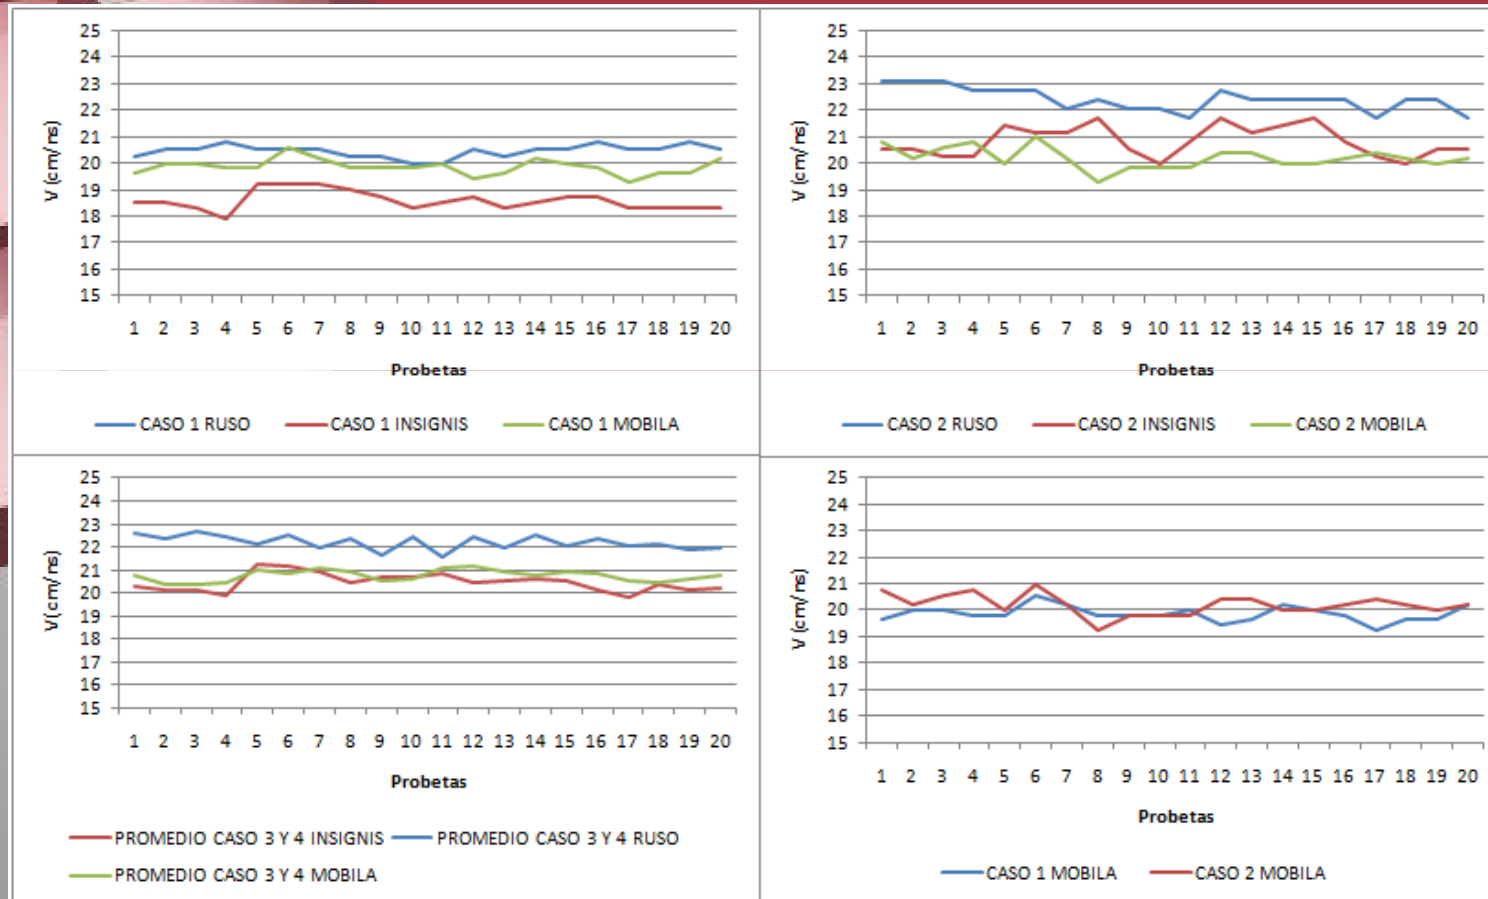 25
24
23
22
21
20
19
18
17
16
15
V (cm/ns)
1 2 3 4 5 6 7 8 9 10 11 12 13 14 15 16 17 18 19 20
Probetas
CASO 1 RUSO CASO 1 INSIGNIS CASO 1 MOBILA
25
24
23
22
21
20
19
18
17
16
15
V (cm/ns)
1 2 3 4 5 6 7 8 9 10 11 12 13 14 15 16 17 18 19 20
Probetas
CASO 2 RUSO CASO 2 INSIGNIS CASO 2 MOBILA
25
24
23
22
21
20
19
18
17
16
15
V(cm/ns)
1 2 3 4 5 6 7 8 9 10 11 12 13 14 15 16 17 18 19 20
Probetas
PROMEDIO CASO 3 Y 4 INSIGNIS PROMEDIO CASO 3 Y 4 RUSO
PROMEDIO CASO 3 Y 4 MOBILA
25
24
23
22
21
20
19
18
17
16
15
V (cm/ns)
1 2 3 4 5 6 7 8 9 10 11 12 13 14 15 16 17 18 19 20
Probetas
CASO 1 MOBILA CASO 2 MOBILA